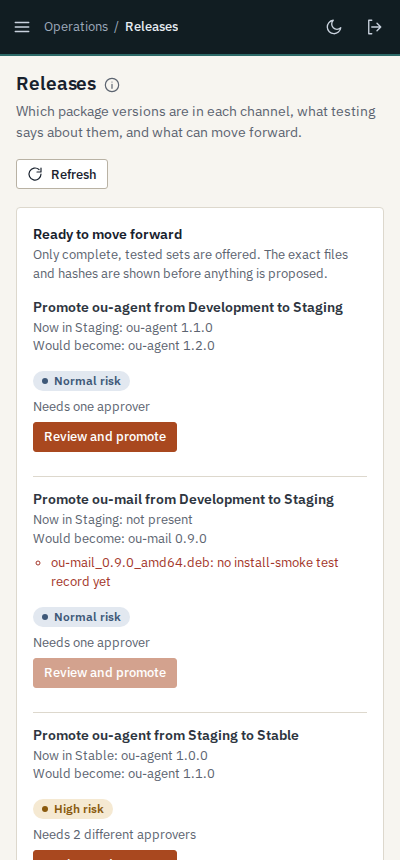 Operations / Releases
Releases
Which package versions are in each channel, what testing
says about them, and what can move forward.
Refresh
Ready to move forward
Only complete, tested sets are offered. The exact files
and hashes are shown before anything is proposed.
Promote ou-agent from Development to Staging
Now in Staging: ou-agent 1.1.0
Would become: ou-agent 1.2.0
Normal risk
Needs one approver
Review and promote
Promote ou-mail from Development to Staging
Now in Staging: not present
Would become: ou-mail 0.9.0
ou-mail_0.9.0_amd64.deb: no install-smoke test
record yet
Normal risk
Needs one approver
Review and promote
Promote ou-agent from Staging to Stable
Now in Stable: ou-agent 1.0.0
Would become: ou-agent 1.1.0
High risk
Needs 2 different approvers